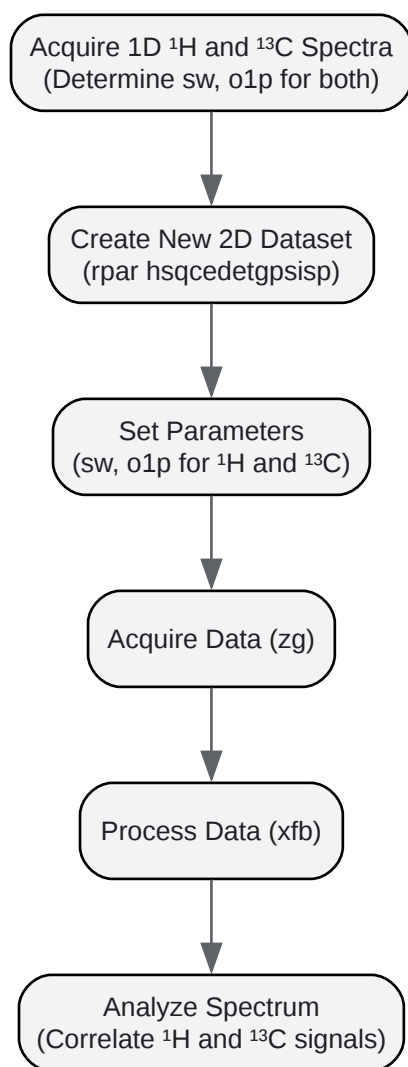 Acquire 1D ¹H and ¹³C Spectra
(Determine sw, o1p for both)
Create New 2D Dataset
(rpar hsqcedetgpsisp)
Set Parameters
(sw, o1p for ¹H and ¹³C)
Acquire Data (zg)
Process Data (xfb)
Analyze Spectrum
(Correlate ¹H and ¹³C signals)